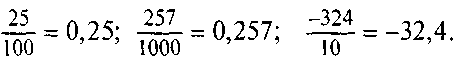 25/100 = 0,25; 257/1000 = 0,257; -324/10 = -32,4.